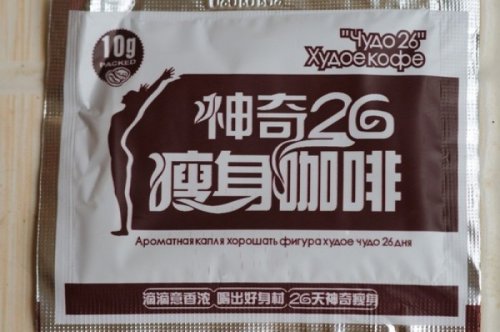 10g
PACKED
"Чудо 26"
Худое кофе
神奇26
瘦身咖啡
Ароматная капля хорошать фигура худое чудо 26 дня
滴滴意香浓 喝出好身材 26天神奇瘦身